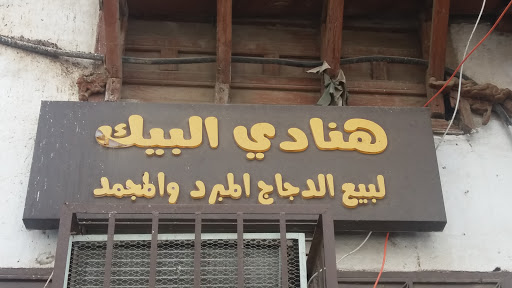 هنادي البيك
لبيع الدجاج المبرد والمجمد